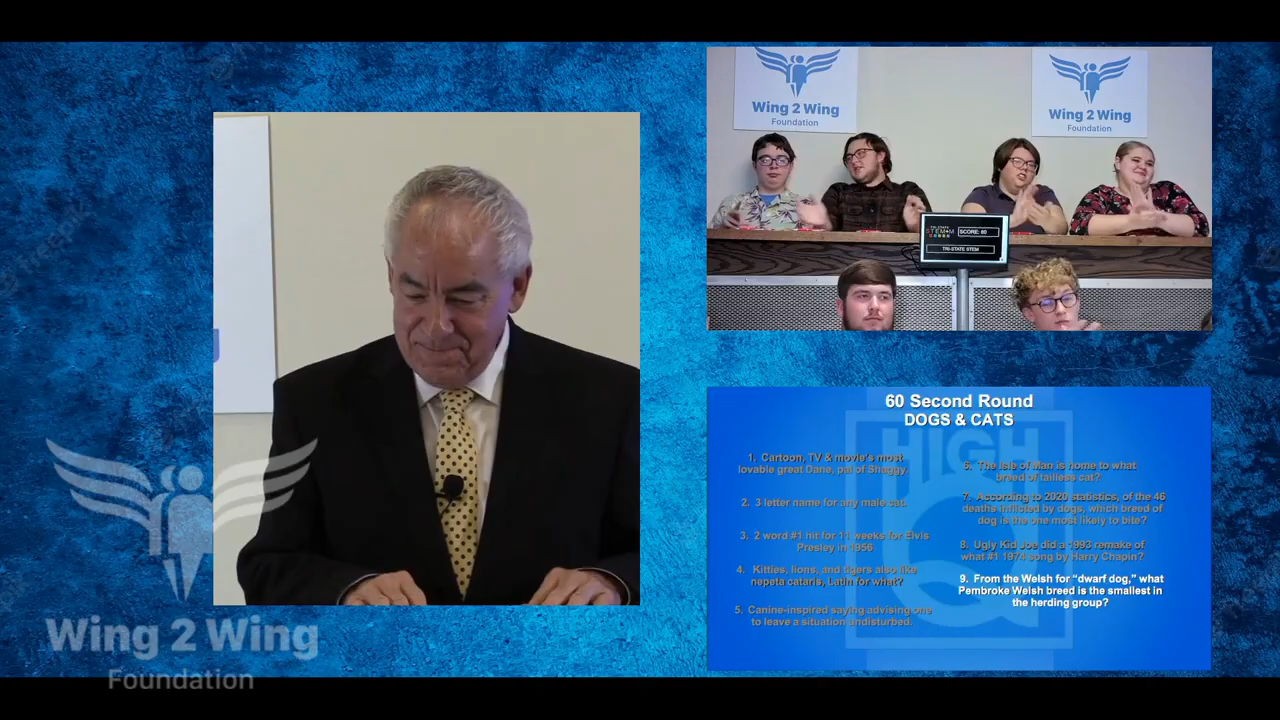 Wing 2 Wing
Foundation
Wing 2 Wing
Foundation
TRI-STATE
STEM+M
SCORE: 80
TRI-STATE STEM
60 Second Round
DOGS & CATS
HIGH
Q
1. Cartoon, TV & movie's most
lovable great Dane, pal of Shaggy.
2. 3 letter name for any male cat.
3. 2 word #1 hit for 11 weeks for Elvis
Presley in 1956
4. Kitties, lions, and tigers also like
nepeta cataris, Latin for what?
5. Canine-inspired saying advising one
to leave a situation undisturbed.
6. The Isle of Man is home to what
breed of tailless cat?
7. According to 2020 statistics, of the 46
deaths inflicted by dogs, which breed of
dog is the one most likely to bite?
8. Ugly Kid Joe did a 1993 remake of
what #1 1974 song by Harry Chapin?
9. From the Welsh for "dwarf dog," what
Pembroke Welsh breed is the smallest in
the herding group?
Wing 2 Wing
Foundation